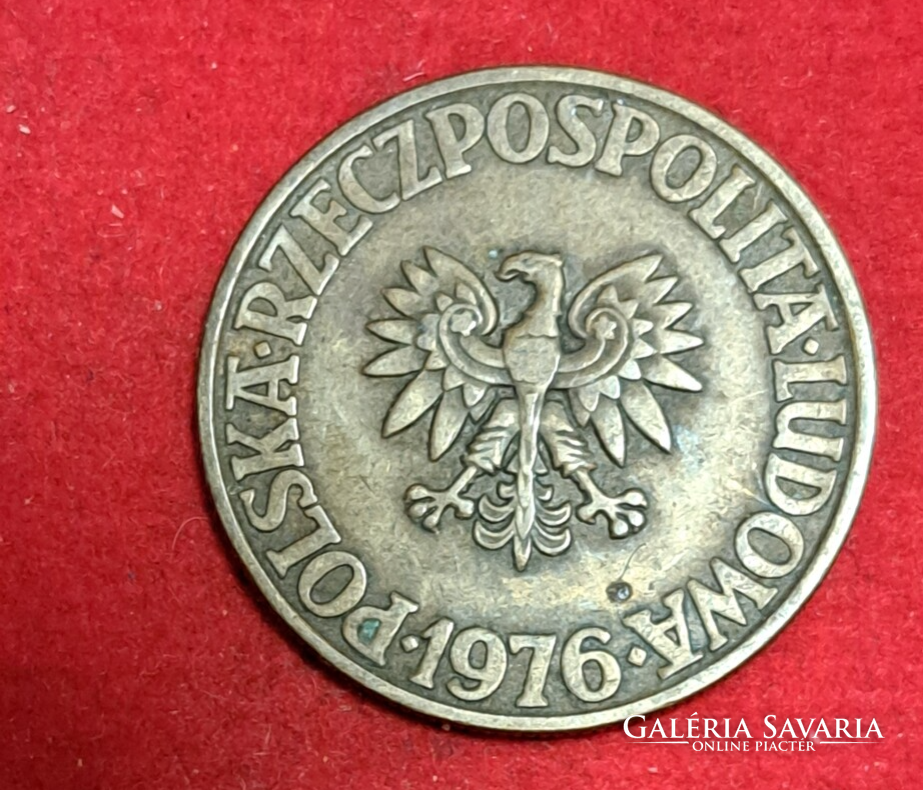 POLSKA·RZECZPOSPOLITA·LUDOWA·
1976·
GALÉRIA SAVARIA
ONLINE PIACTÉR